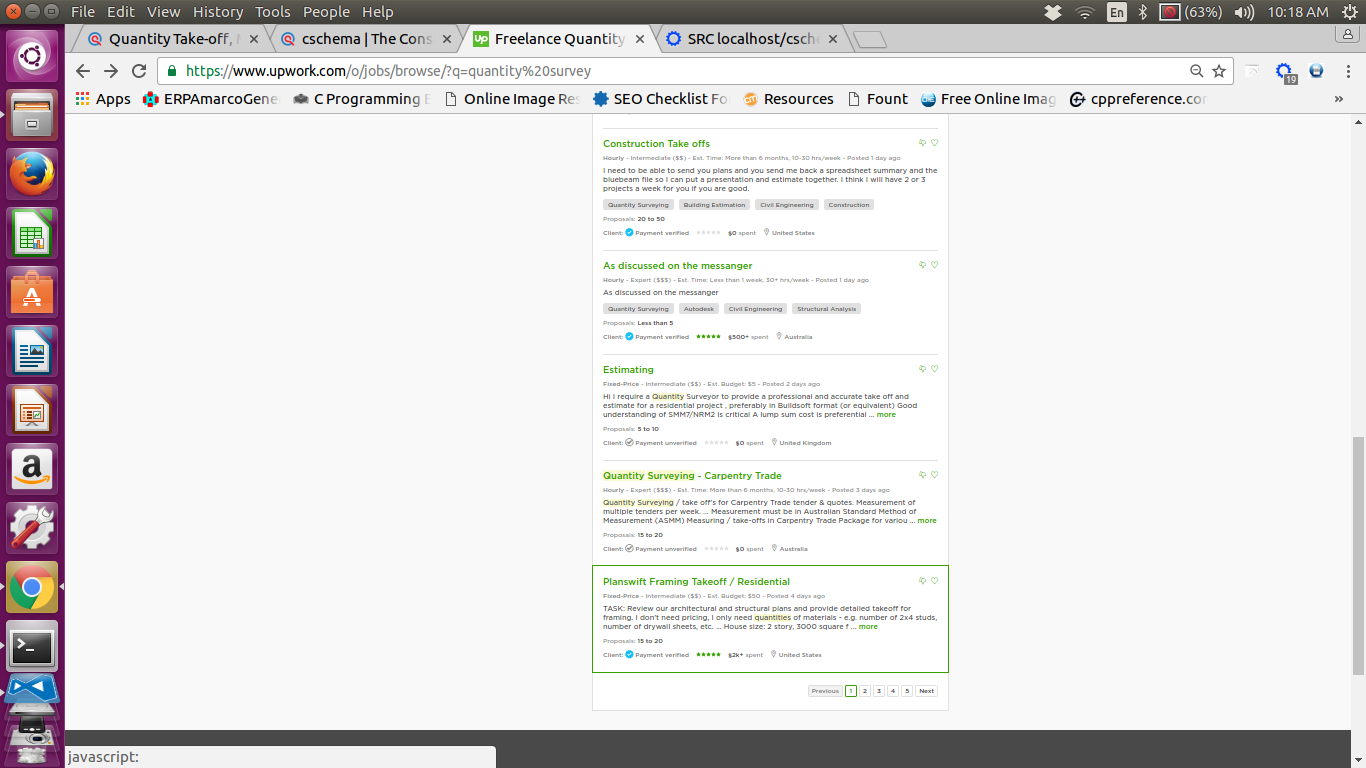 File Edit View History Tools People Help
En (63%) 10:18 AM
Quantity Take-off, cschema | The Cons Freelance Quantity SRC localhost/csch
https://www.upwork.com/o/jobs/browse/?q=quantity%20survey
19
Apps ERPAmarcoGene C Programming Online Image Res SEO Checklist Fo Resources Fount Free Online Imag cppreference.co »
Construction Take offs
Hourly - Intermediate ($$) - Est. Time: More than 6 months, 10-30 hrs/week - Posted 1 day ago
I need to be able to send you plans and you send me back a spreadsheet summary and the
bluebeam file so I can put a presentation and estimate together. I think I will have 2 or 3
projects a week for you if you are good.
Quantity Surveying Building Estimation Civil Engineering Construction
Proposals: 20 to 50
Client: Payment verified $0 spent United States
As discussed on the messanger
Hourly - Expert ($$$) - Est. Time: Less than 1 week, 30+ hrs/week - Posted 1 day ago
As discussed on the messanger
Quantity Surveying Autodesk Civil Engineering Structural Analysis
Proposals: Less than 5
Client: Payment verified $500+ spent Australia
Estimating
Fixed-Price - Intermediate ($$) - Est. Budget: $5 - Posted 2 days ago
Hi I require a Quantity Surveyor to provide a professional and accurate take off and
estimate for a residential project , preferably in Buildsoft format (or equivalent) Good
understanding of SMM7/NRM2 is critical A lump sum cost is preferential ... more
Proposals: 5 to 10
Client: Payment unverified $0 spent United Kingdom
Quantity Surveying - Carpentry Trade
Hourly - Expert ($$$) - Est. Time: More than 6 months, 10-30 hrs/week - Posted 3 days ago
Quantity Surveying / take off's for Carpentry Trade tender & quotes. Measurement of
multiple tenders per week. ... Measurement must be in Australian Standard Method of
Measurement (ASMM) Measuring / take-offs in Carpentry Trade Package for variou ... more
Proposals: 15 to 20
Client: Payment unverified $0 spent Australia
Planswift Framing Takeoff / Residential
Fixed-Price - Intermediate ($$) - Est. Budget: $50 - Posted 4 days ago
TASK: Review our architectural and structural plans and provide detailed takeoff for
framing. I don't need pricing, I only need quantities of materials - e.g. number of 2x4 studs,
number of drywall sheets, etc. ... House size: 2 story, 3000 square f ... more
Proposals: 15 to 20
Client: Payment verified $2k+ spent United States
Previous 1 2 3 4 5 Next
javascript: